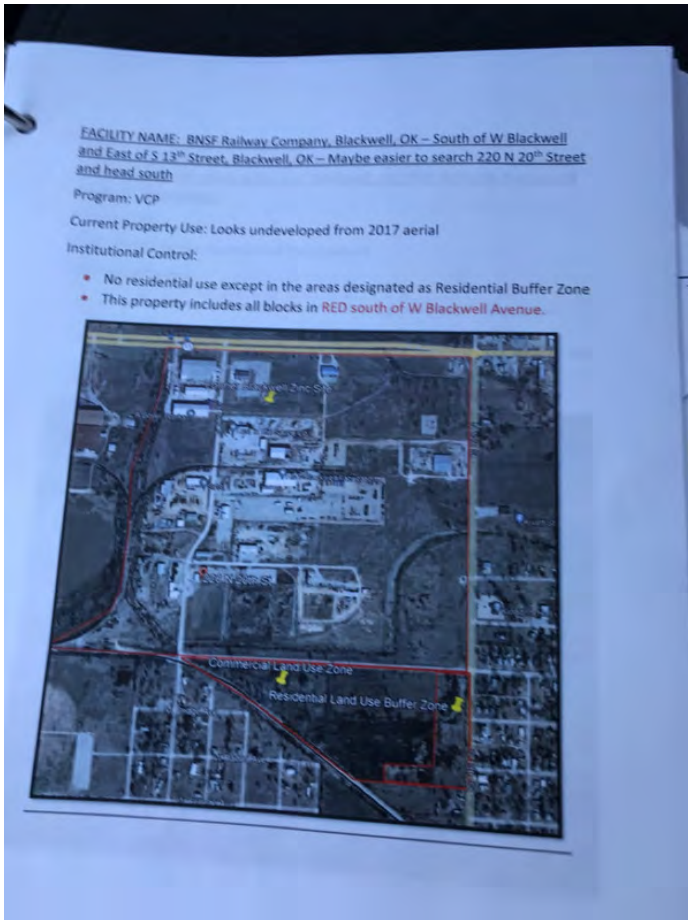 FACILITY NAME: BNSF Railway Company, Blackwell, OK – South of W Blackwell
and East of S 13th Street, Blackwell, OK – Maybe easier to search 220 N 20th Street
and head south
Program: VCP
Current Property Use: Looks undeveloped from 2017 aerial
Institutional Control:
• No residential use except in the areas designated as Residential Buffer Zone
• This property includes all blocks in RED south of W Blackwell Avenue.
Blackwell Zinc
Commercial Land Use Zone
Residential Land Use Buffer Zone